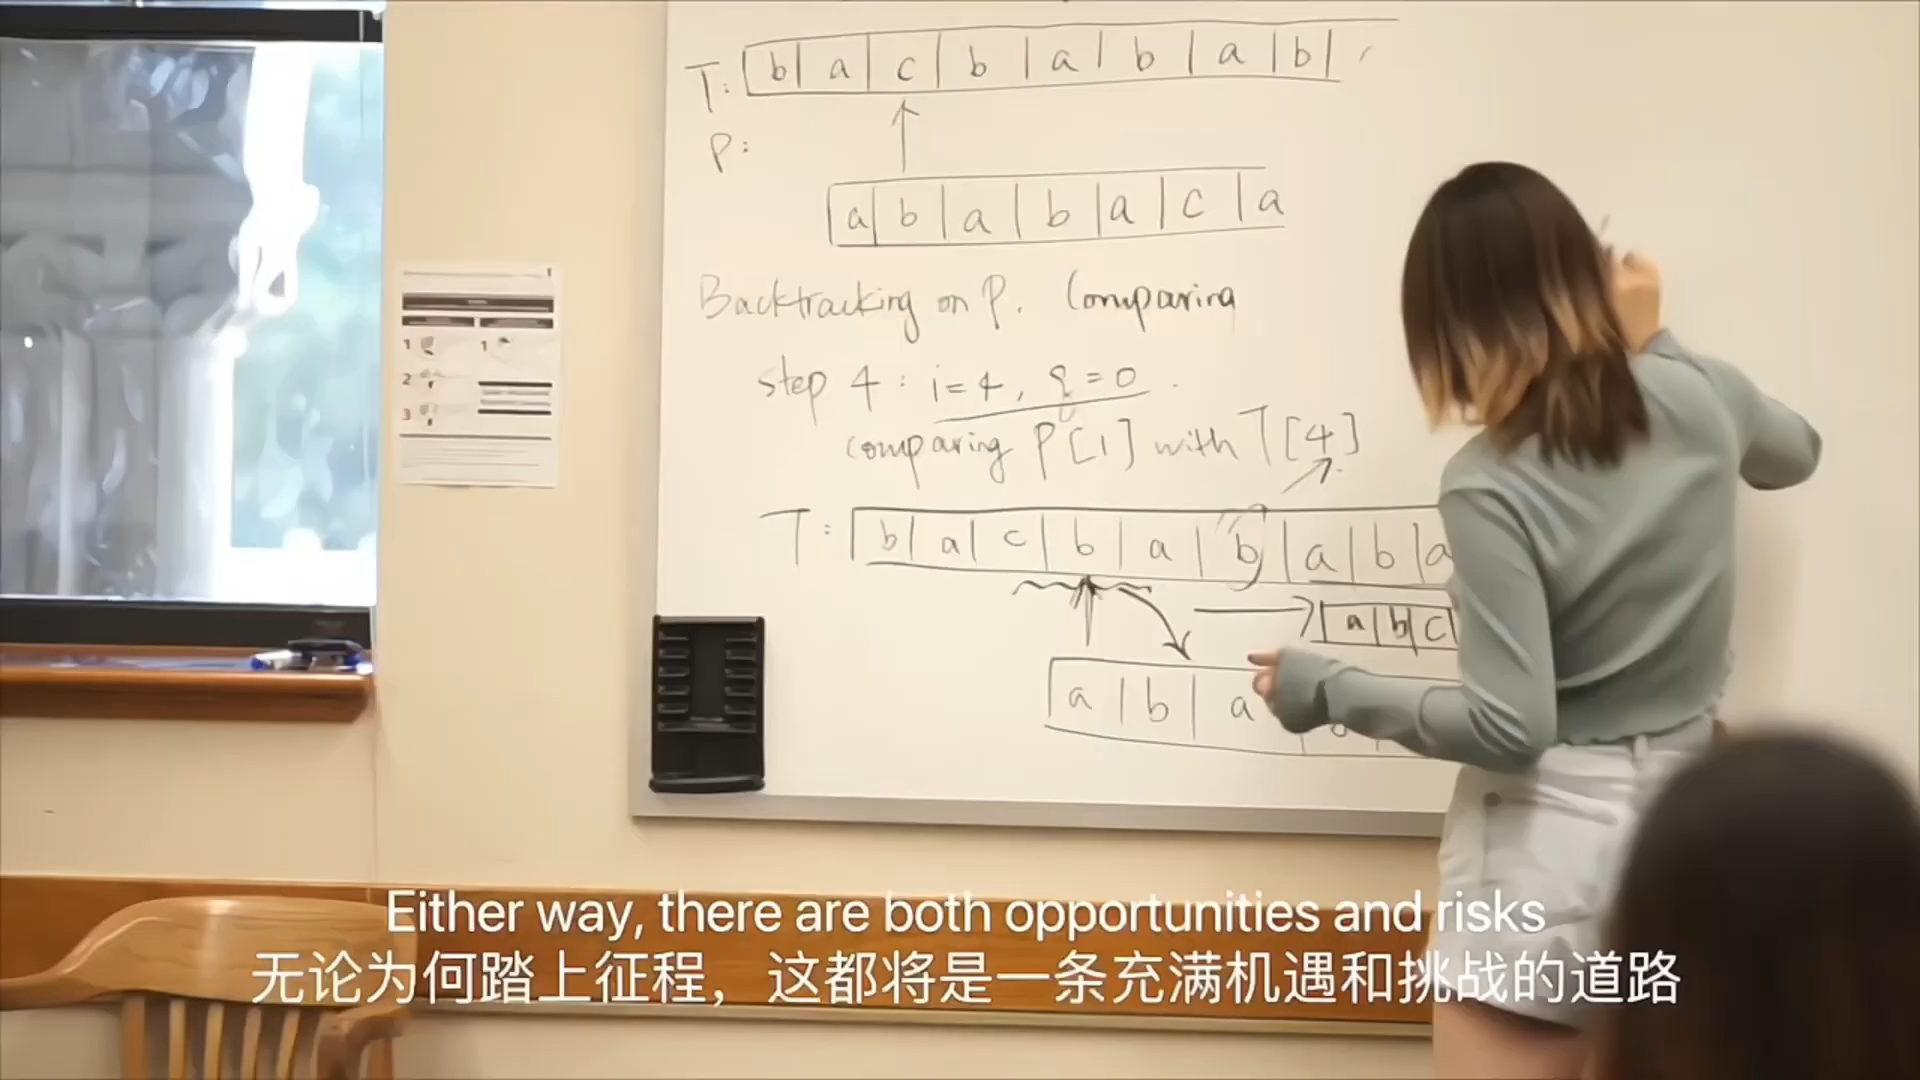 T: b a c b a b a b
P:
a b a b a c a
Backtracking on P. Comparing
step 4 : i=4, q=0.
comparing P[1] with T[4]
T: b a c b a b a b a
a b c
a b a
Either way, there are both opportunities and risks
无论为何踏上征程，这都将是一条充满机遇和挑战的道路